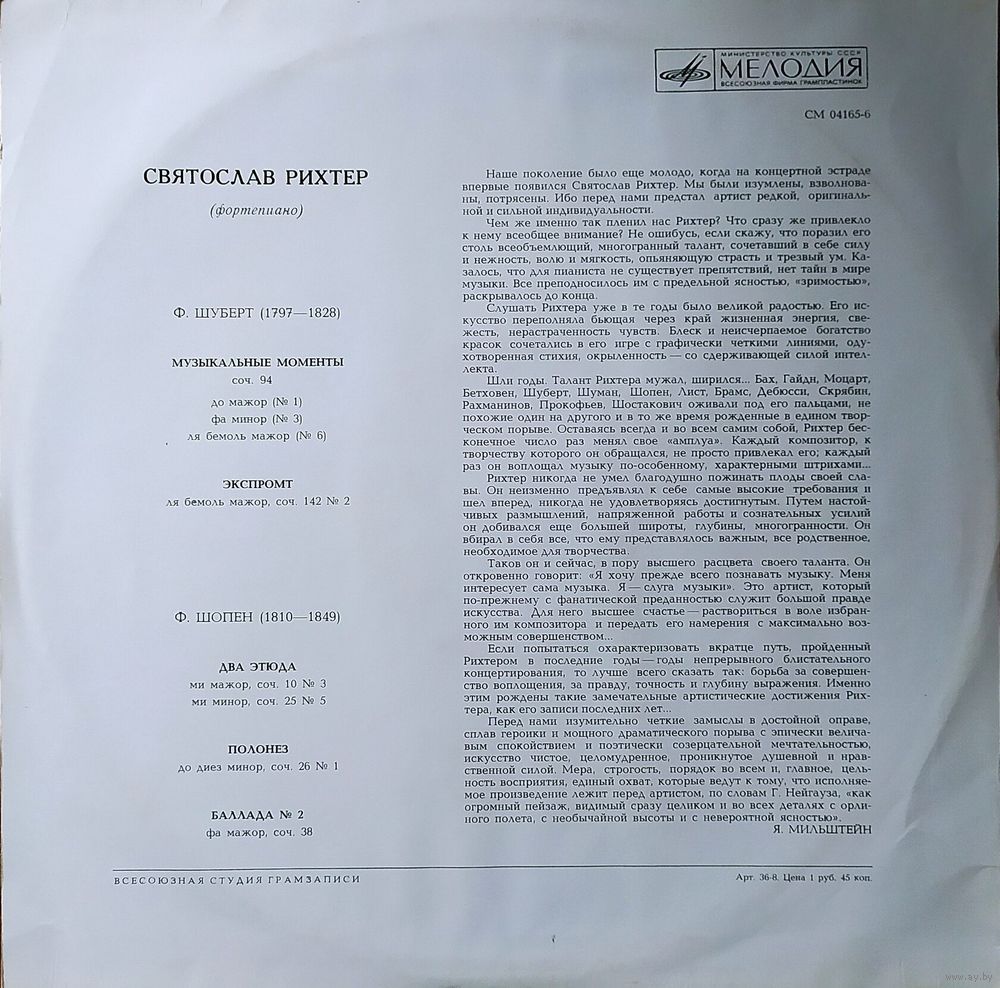 МИНИСТЕРСТВО КУЛЬТУРЫ СССР
МЕЛОДИЯ
ВСЕСОЮЗНАЯ ФИРМА ГРАМПЛАСТИНОК
СМ 04165-6
СВЯТОСЛАВ РИХТЕР
(фортепиано)
Ф. ШУБЕРТ (1797—1828)
МУЗЫКАЛЬНЫЕ МОМЕНТЫ
соч. 94
до мажор (№ 1)
фа минор (№ 3)
ля бемоль мажор (№ 6)
ЭКСПРОМТ
ля бемоль мажор, соч. 142 № 2
Ф. ШОПЕН (1810—1849)
ДВА ЭТЮДА
ми мажор, соч. 10 № 3
ми минор, соч. 25 № 5
ПОЛОНЕЗ
до диез минор, соч. 26 № 1
БАЛЛАДА № 2
фа мажор, соч. 38
Наше поколение было еще молодо, когда на концертной эстраде
впервые появился Святослав Рихтер. Мы были изумлены, взволнова-
ны, потрясены. Ибо перед нами предстал артист редкой, оригиналь-
ной и сильной индивидуальности.
Чем же именно так пленил нас Рихтер? Что сразу же привлекло
к нему всеобщее внимание? Не ошибусь, если скажу, что поразил его
столь всеобъемлющий, многогранный талант, сочетавший в себе силу
и нежность, волю и мягкость, опьяняющую страсть и трезвый ум. Ка-
залось, что для пианиста не существует препятствий, нет тайн в мире
музыки. Все преподносилось им с предельной ясностью, «зримостью»,
раскрывалось до конца.
Слушать Рихтера уже в те годы было великой радостью. Его ис-
кусство переполняла бьющая через край жизненная энергия, све-
жесть, нерастраченность чувств. Блеск и неисчерпаемое богатство
красок сочетались в его игре с графически четкими линиями, оду-
хотворенная стихия, окрыленность — со сдерживающей силой интел-
лекта.
Шли годы. Талант Рихтера мужал, ширился... Бах, Гайдн, Моцарт,
Бетховен, Шуберт, Шуман, Шопен, Лист, Брамс, Дебюсси, Скрябин,
Рахманинов, Прокофьев, Шостакович оживали под его пальцами, не
похожие один на другого и в то же время рожденные в едином твор-
ческом порыве. Оставаясь всегда и во всем самим собой, Рихтер бес-
конечное число раз менял свое «амплуа». Каждый композитор, к
творчеству которого он обращался, не просто привлекал его; каждый
раз он воплощал музыку по-особенному, характерными штрихами...
Рихтер никогда не умел благодушно пожинать плоды своей сла-
вы. Он неизменно предъявлял к себе самые высокие требования и
шел вперед, никогда не удовлетворяясь достигнутым. Путем настой-
чивых размышлений, напряженной работы и сознательных усилий
он добивался еще большей широты, глубины, многогранности. Он
вбирал в себя все, что ему представлялось важным, все родственное,
необходимое для творчества.
Таков он и сейчас, в пору высшего расцвета своего таланта. Он
откровенно говорит: «Я хочу прежде всего познавать музыку. Меня
интересует сама музыка. Я — слуга музыки». Это артист, который
по-прежнему с фанатической преданностью служит большой правде
искусства. Для него высшее счастье — раствориться в воле избран-
ного им композитора и передать его намерения с максимально воз-
можным совершенством...
Если попытаться охарактеризовать вкратце путь, пройденный
Рихтером в последние годы — годы непрерывного блистательного
концертирования, то лучше всего сказать так: борьба за совершен-
ство воплощения, за правду, точность и глубину выражения. Именно
этим рождены такие замечательные артистические достижения Рих-
тера, как его записи последних лет...
Перед нами изумительно четкие замыслы в достойной оправе,
сплав героики и мощного драматического порыва с эпически велича-
вым спокойствием и поэтически созерцательной мечтательностью,
искусство чистое, целомудренное, проникнутое душевной и нрав-
ственной силой. Мера, строгость, порядок во всем и, главное, цель-
ность восприятия, единый охват, которые ведут к тому, что исполняе-
мое произведение лежит перед артистом, по словам Г. Нейгауза, «как
огромный пейзаж, видимый сразу целиком и во всех деталях с орли-
ного полета, с необычайной высоты и с невероятной ясностью».
Я. МИЛЬШТЕЙН
ВСЕСОЮЗНАЯ СТУДИЯ ГРАМЗАПИСИ
Арт. 36-8. Цена 1 руб. 45 коп.
www.ay.by